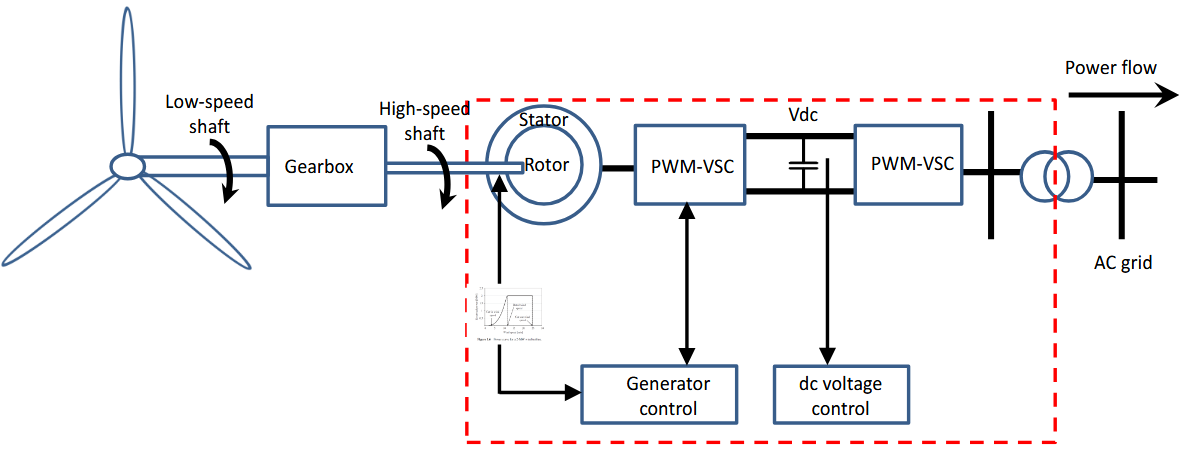 Power flow
Low-speed
shaft
High-speed
shaft
Stator
Vdc
Gearbox
Rotor
PWM-VSC
PWM-VSC
AC grid
Generator
control
dc voltage
control